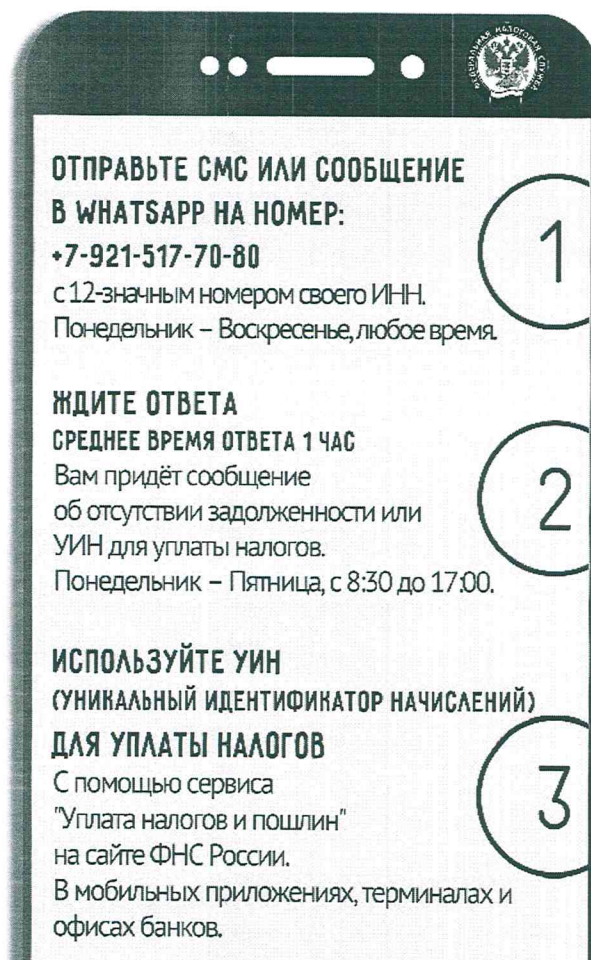 ФЕДЕРАЛЬНАЯ НАЛОГОВАЯ СЛУЖБА
ОТПРАВЬТЕ СМС ИЛИ СООБЩЕНИЕ
В WHATSAPP НА НОМЕР:
+7-921-517-70-80
с 12-значным номером своего ИНН.
Понедельник – Воскресенье, любое время.
1
ЖДИТЕ ОТВЕТА
СРЕДНЕЕ ВРЕМЯ ОТВЕТА 1 ЧАС
Вам придёт сообщение
об отсутствии задолженности или
УИН для уплаты налогов.
Понедельник – Пятница, с 8:30 до 17:00.
2
ИСПОЛЬЗУЙТЕ УИН
(УНИКАЛЬНЫЙ ИДЕНТИФИКАТОР НАЧИСЛЕНИЙ)
ДЛЯ УПЛАТЫ НАЛОГОВ
С помощью сервиса
"Уплата налогов и пошлин"
на сайте ФНС России.
В мобильных приложениях, терминалах и
офисах банков.
3